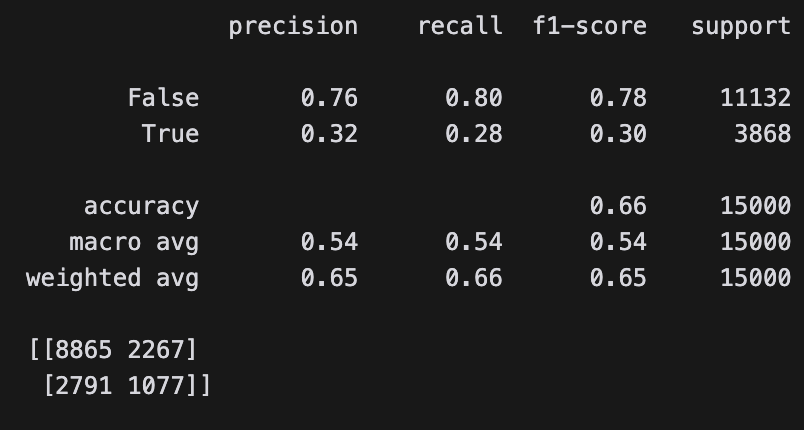 precision recall f1-score support
False 0.76 0.80 0.78 11132
True 0.32 0.28 0.30 3868
accuracy 0.66 15000
macro avg 0.54 0.54 0.54 15000
weighted avg 0.65 0.66 0.65 15000
[[8865 2267]
[2791 1077]]